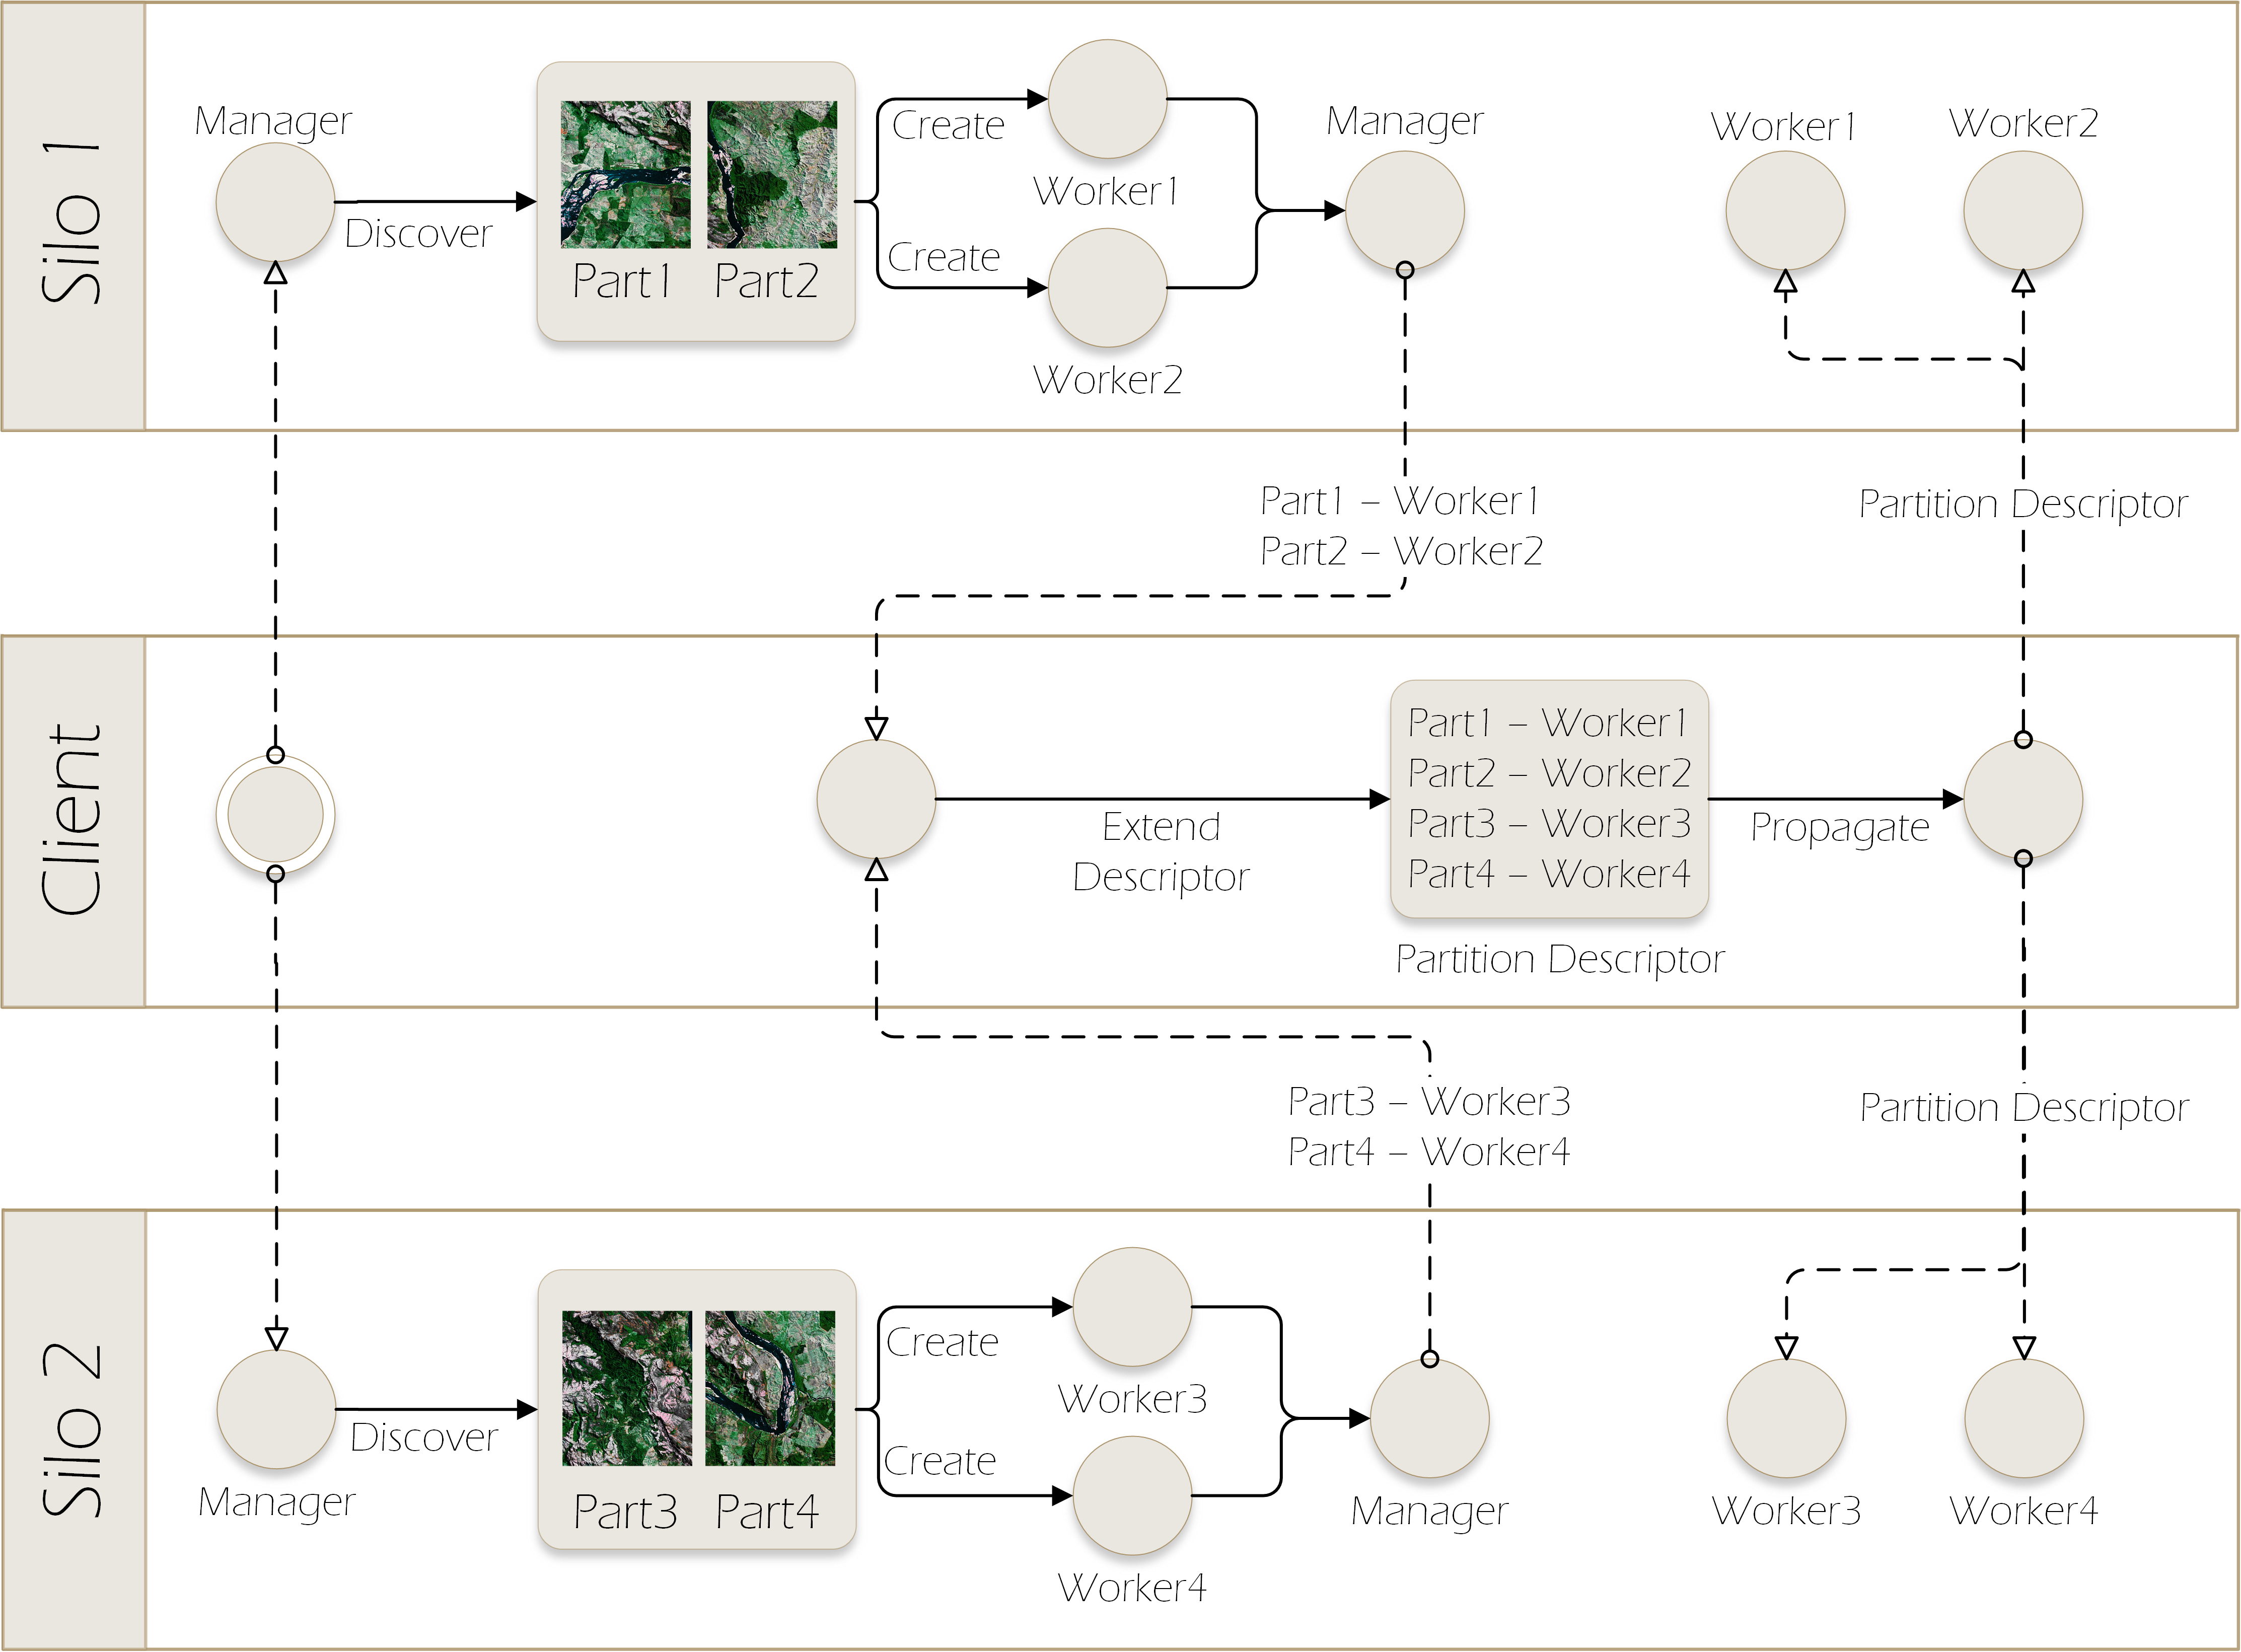 Silo 1
Manager
Discover
Part1
Part2
Create
Worker1
Create
Worker2
Manager
Worker1
Worker2
Part1 – Worker1
Part2 – Worker2
Partition Descriptor
Client
Extend
Descriptor
Part1 – Worker1
Part2 – Worker2
Part3 – Worker3
Part4 – Worker4
Partition Descriptor
Propagate
Part3 – Worker3
Part4 – Worker4
Partition Descriptor
Silo 2
Manager
Discover
Part3
Part4
Create
Worker3
Create
Worker4
Manager
Worker3
Worker4